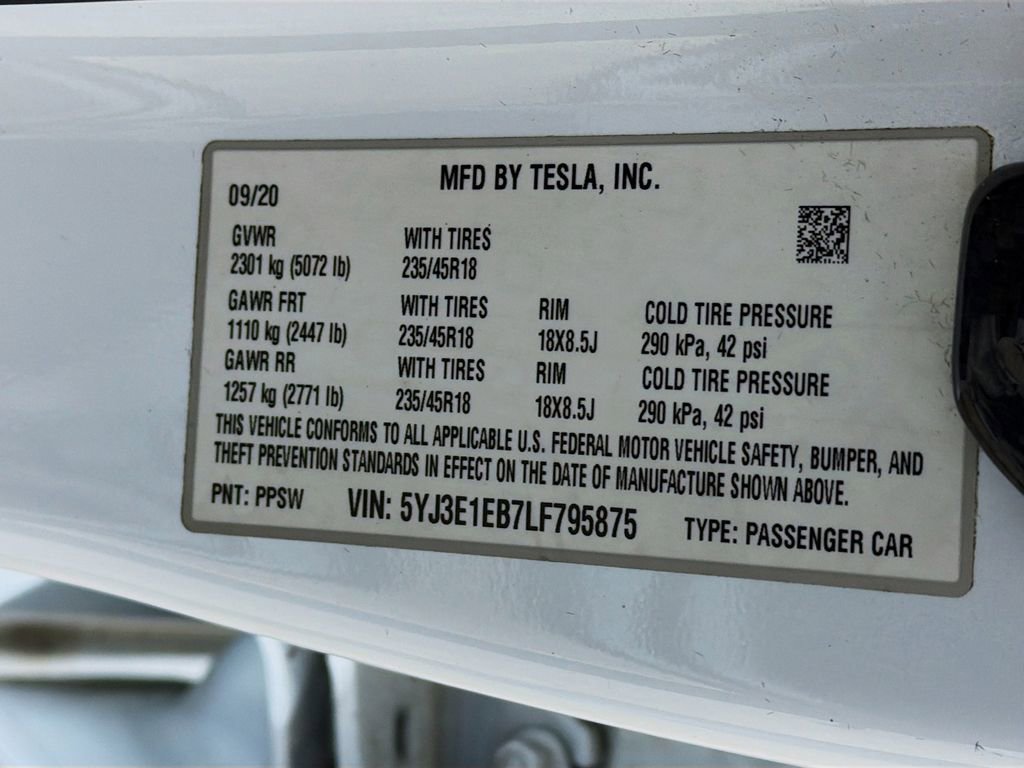 MFD BY TESLA, INC.
09/20
GVWR WITH TIRES
2301 kg (5072 lb) 235/45R18
GAWR FRT WITH TIRES RIM COLD TIRE PRESSURE
1110 kg (2447 lb) 235/45R18 18X8.5J 290 kPa, 42 psi
GAWR RR WITH TIRES RIM COLD TIRE PRESSURE
1257 kg (2771 lb) 235/45R18 18X8.5J 290 kPa, 42 psi
THIS VEHICLE CONFORMS TO ALL APPLICABLE U.S. FEDERAL MOTOR VEHICLE SAFETY, BUMPER, AND
THEFT PREVENTION STANDARDS IN EFFECT ON THE DATE OF MANUFACTURE SHOWN ABOVE.
PNT: PPSW VIN: 5YJ3E1EB7LF795875 TYPE: PASSENGER CAR